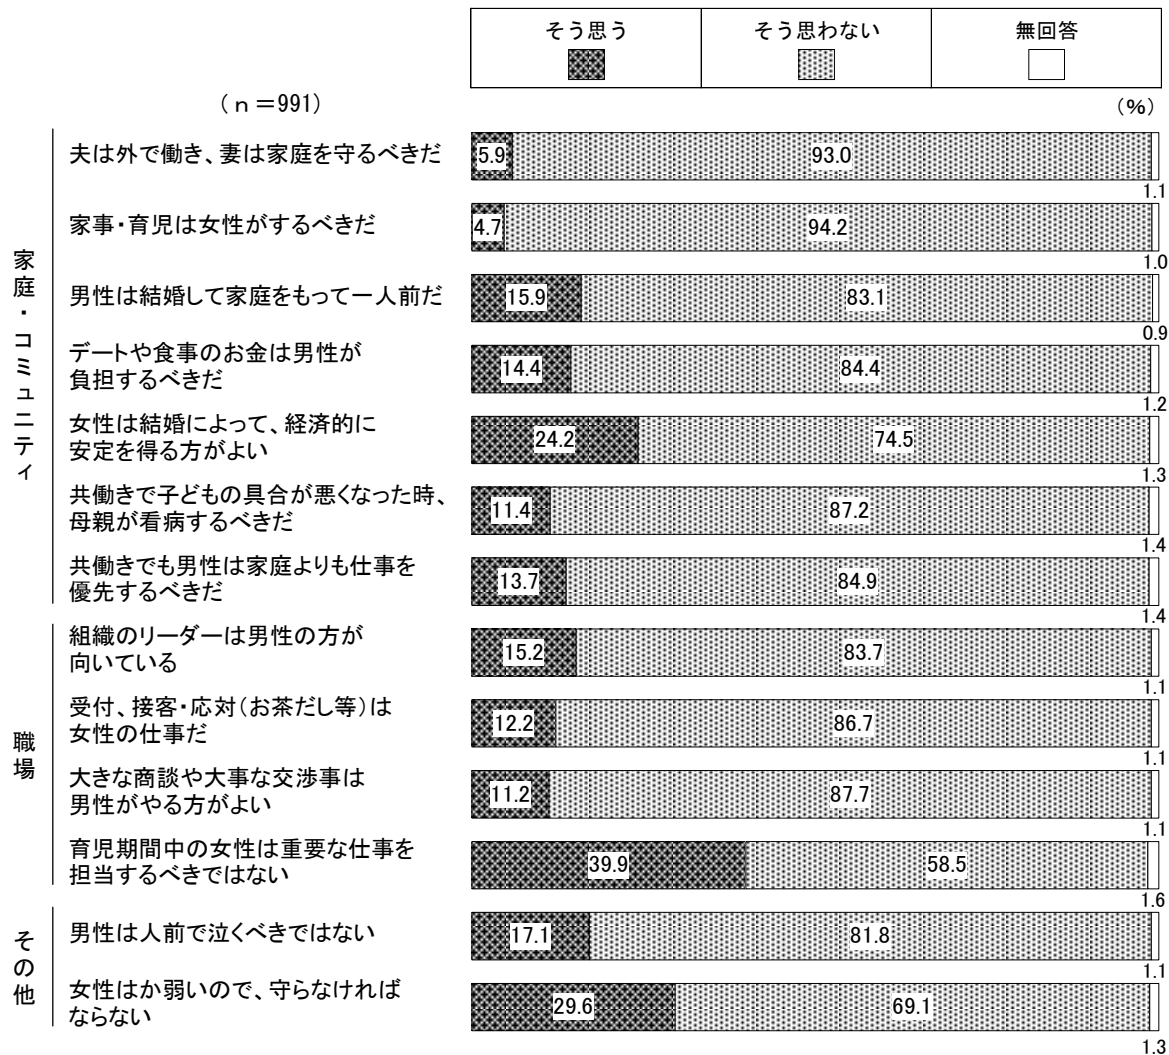 そう思う
そう思わない
無回答
(n=991)
(%)
家庭・コミュニティ
夫は外で働き、妻は家庭を守るべきだ
5.9
93.0
1.1
家事・育児は女性がするべきだ
4.7
94.2
1.0
男性は結婚して家庭をもって一人前だ
15.9
83.1
0.9
デートや食事のお金は男性が
負担するべきだ
14.4
84.4
1.2
女性は結婚によって、経済的に
安定を得る方がよい
24.2
74.5
1.3
共働きで子どもの具合が悪くなった時、
母親が看病するべきだ
11.4
87.2
1.4
共働きでも男性は家庭よりも仕事を
優先するべきだ
13.7
84.9
1.4
職場
組織のリーダーは男性の方が
向いている
15.2
83.7
1.1
受付、接客・応対(お茶だし等)は
女性の仕事だ
12.2
86.7
1.1
大きな商談や大事な交渉事は
男性がやる方がよい
11.2
87.7
1.1
育児期間中の女性は重要な仕事を
担当するべきではない
39.9
58.5
1.6
その他
男性は人前で泣くべきではない
17.1
81.8
1.1
女性はか弱いので、守らなければ
ならない
29.6
69.1
1.3